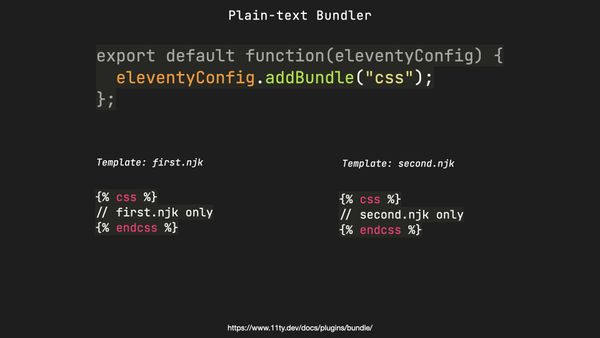 Plain-text Bundler
export default function(eleventyConfig) {
  eleventyConfig.addBundle("css");
};
Template: first.njk
{% css %}
// first.njk only
{% endcss %}
Template: second.njk
{% css %}
// second.njk only
{% endcss %}
https://www.11ty.dev/docs/plugins/bundle/